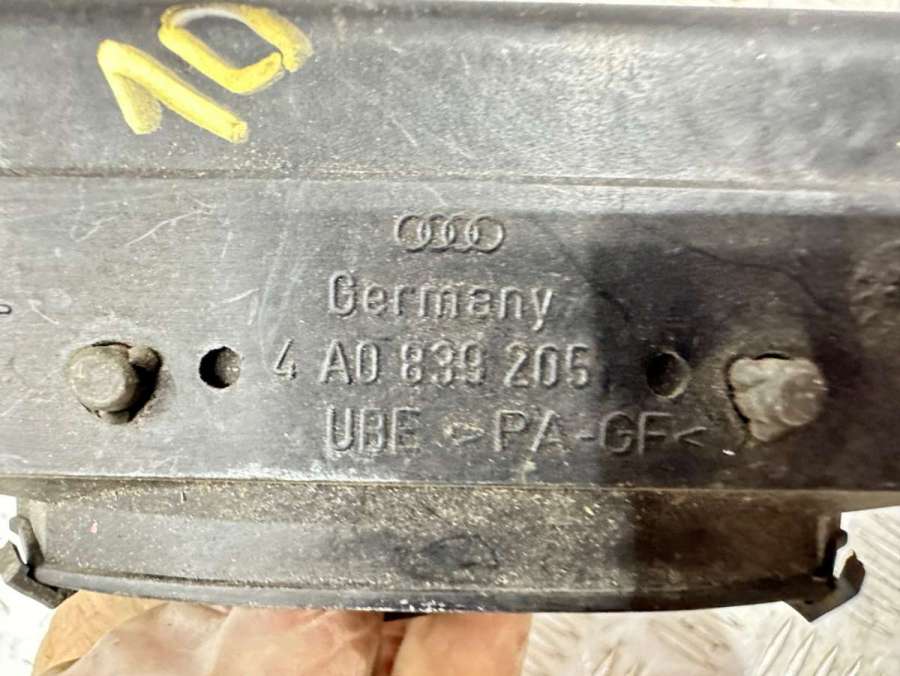 10
Germany
4 A0 839 205
UBE >PA-GF<